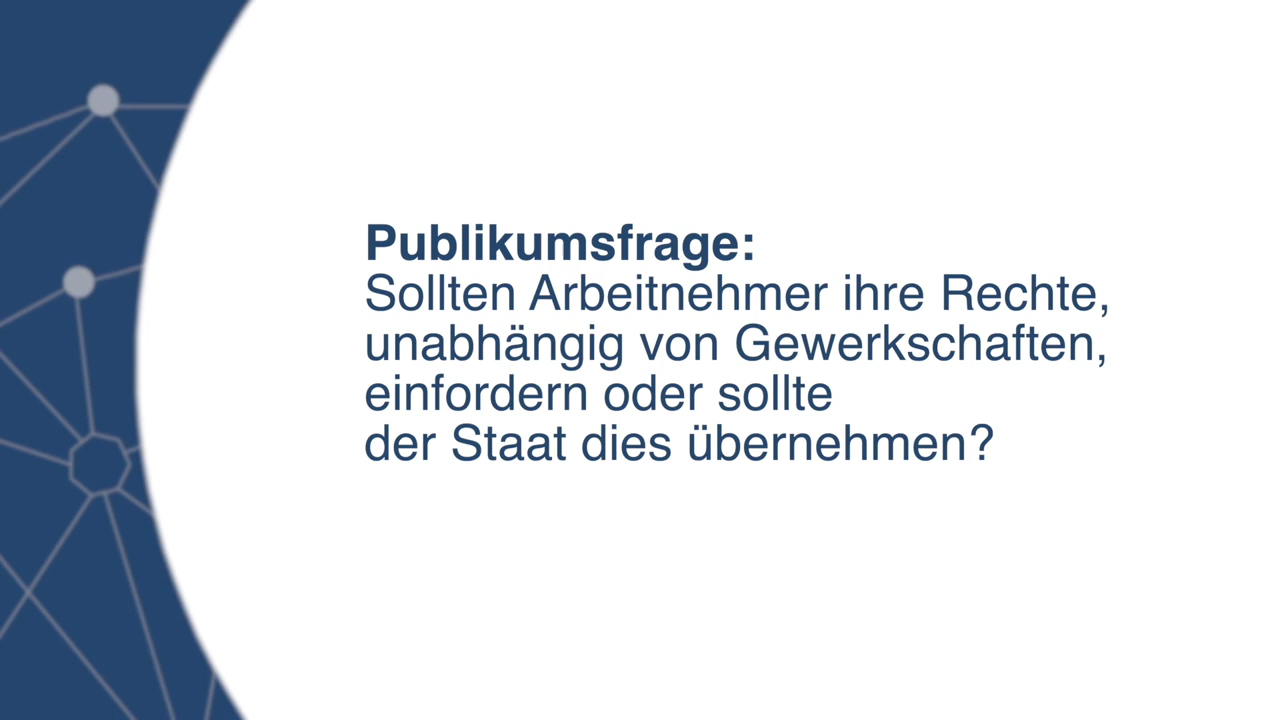 Publikumsfrage:
Sollten Arbeitnehmer ihre Rechte,
unabhängig von Gewerkschaften,
einfordern oder sollte
der Staat dies übernehmen?